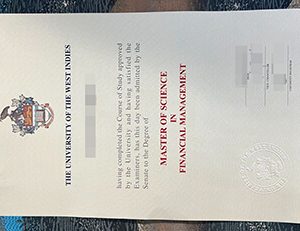 THE UNIVERSITY OF THE WEST INDIES
having completed the Course of Study approved
by the University and having satisfied the
Examiners, has this day been admitted by the
Senate to the Degree of
MASTER OF SCIENCE
IN
FINANCIAL MANAGEMENT